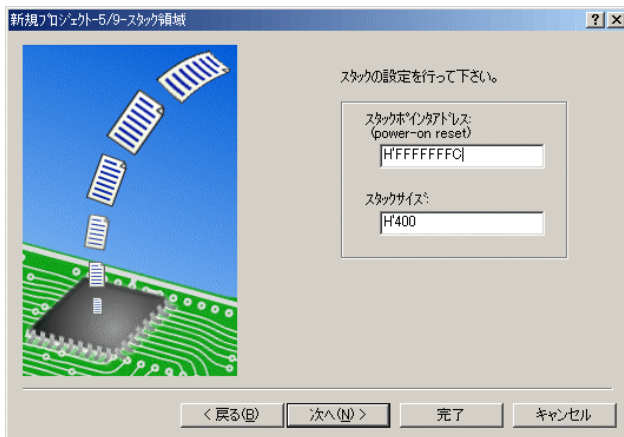 新規プロジェクト-5/9-スタック領域
スタックの設定を行って下さい。
スタックポインタアドレス:
(power-on reset)
H'FFFFFFFC
スタックサイズ:
H'400
< 戻る(B)
次へ(N) >
完了
キャンセル